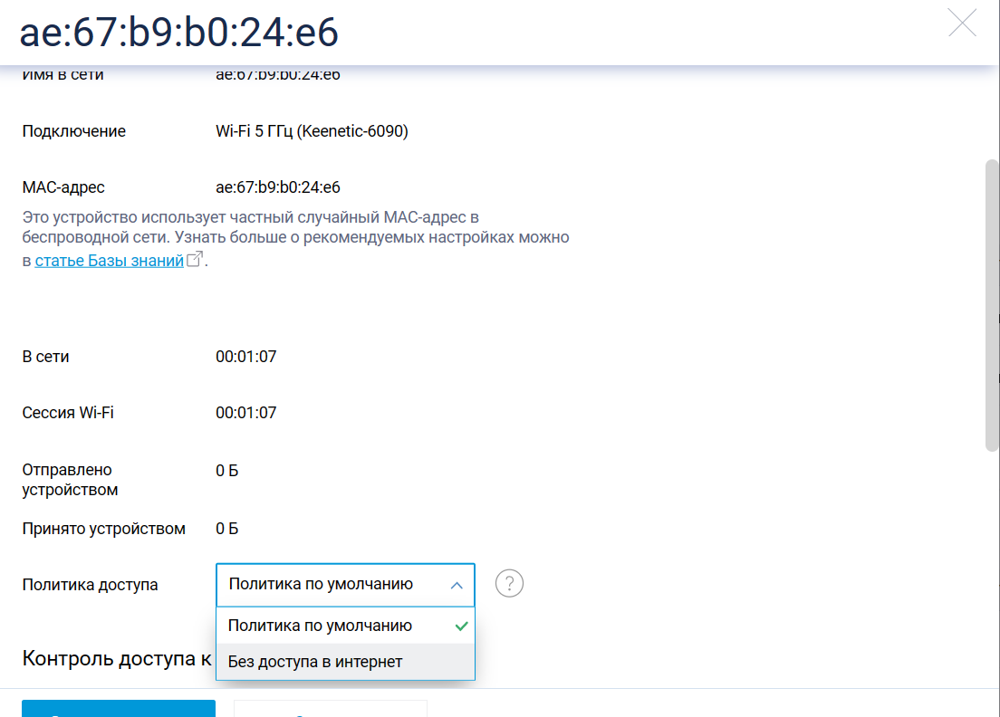 ae:67:b9:b0:24:e6
Имя в сети ae:67:b9:b0:24:e6
Подключение Wi-Fi 5 ГГц (Keenetic-6090)
MAC-адрес ae:67:b9:b0:24:e6
Это устройство использует частный случайный MAC-адрес в
беспроводной сети. Узнать больше о рекомендуемых настройках можно
в статье Базы знаний.
В сети 00:01:07
Сессия Wi-Fi 00:01:07
Отправлено
устройством 0 Б
Принято устройством 0 Б
Политика доступа Политика по умолчанию ?
Политика по умолчанию
Контроль доступа к
Без доступа в интернет